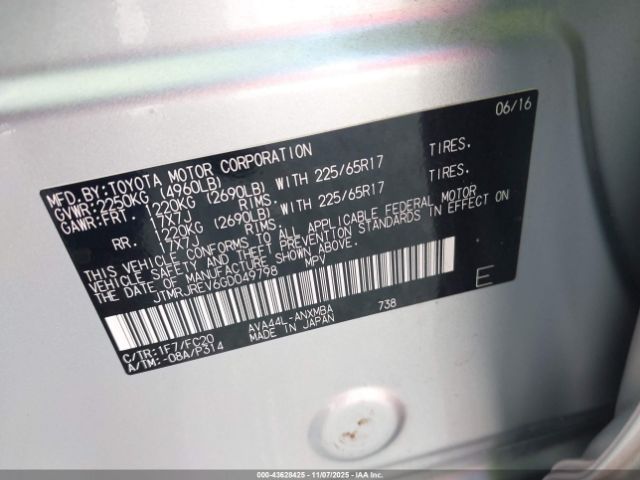 06/16
MFD.BY:TOYOTA MOTOR CORPORATION
GVWR:2250KG (4960LB)
GAWR:FRT. 1220KG (2690LB) WITH 225/65R17 TIRES.
17X7J RIMS.
RR. 1220KG (2690LB) WITH 225/65R17 TIRES.
17X7J RIMS.
THIS VEHICLE CONFORMS TO ALL APPLICABLE FEDERAL MOTOR
VEHICLE SAFETY AND THEFT PREVENTION STANDARDS IN EFFECT ON
THE DATE OF MANUFACTURE SHOWN ABOVE.
JTMRJREV6GD049798 MPV
E
AVA44L-ANXMBA 738
C/TR:1F7/FC20 MADE IN JAPAN
A/TM:-08A/P314
000-43628425 - 11/07/2025 - IAA Inc.